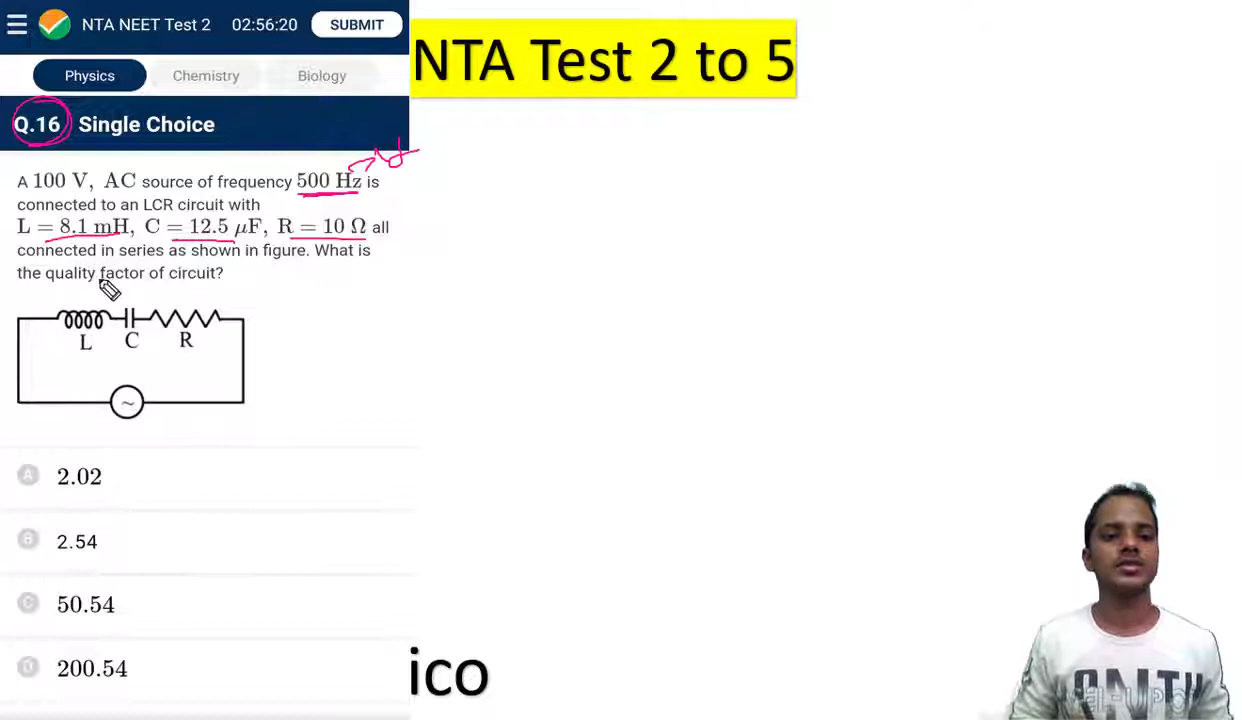 NTA NEET Test 2 02:56:20 SUBMIT
NTA Test 2 to 5
Physics Chemistry Biology
Q.16 Single Choice
A 100 V, AC source of frequency 500 Hz is
connected to an LCR circuit with
L = 8.1 mH, C = 12.5 μF, R = 10 Ω all
connected in series as shown in figure. What is
the quality factor of circuit?
L C R
~
A 2.02
B 2.54
C 50.54
D 200.54
ico